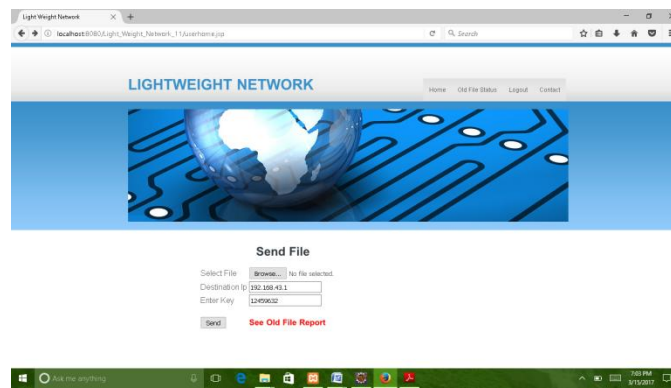 Light Weight Network
localhost:8080/Light_Weight_Network_11/userhome.jsp
Search
LIGHTWEIGHT NETWORK
Home Old File Status Logout Contact
Send File
Select File Browse... No file selected.
Destination Ip 192.168.43.1
Enter Key 12459632
Send See Old File Report
Ask me anything
7:03 PM
3/15/2017